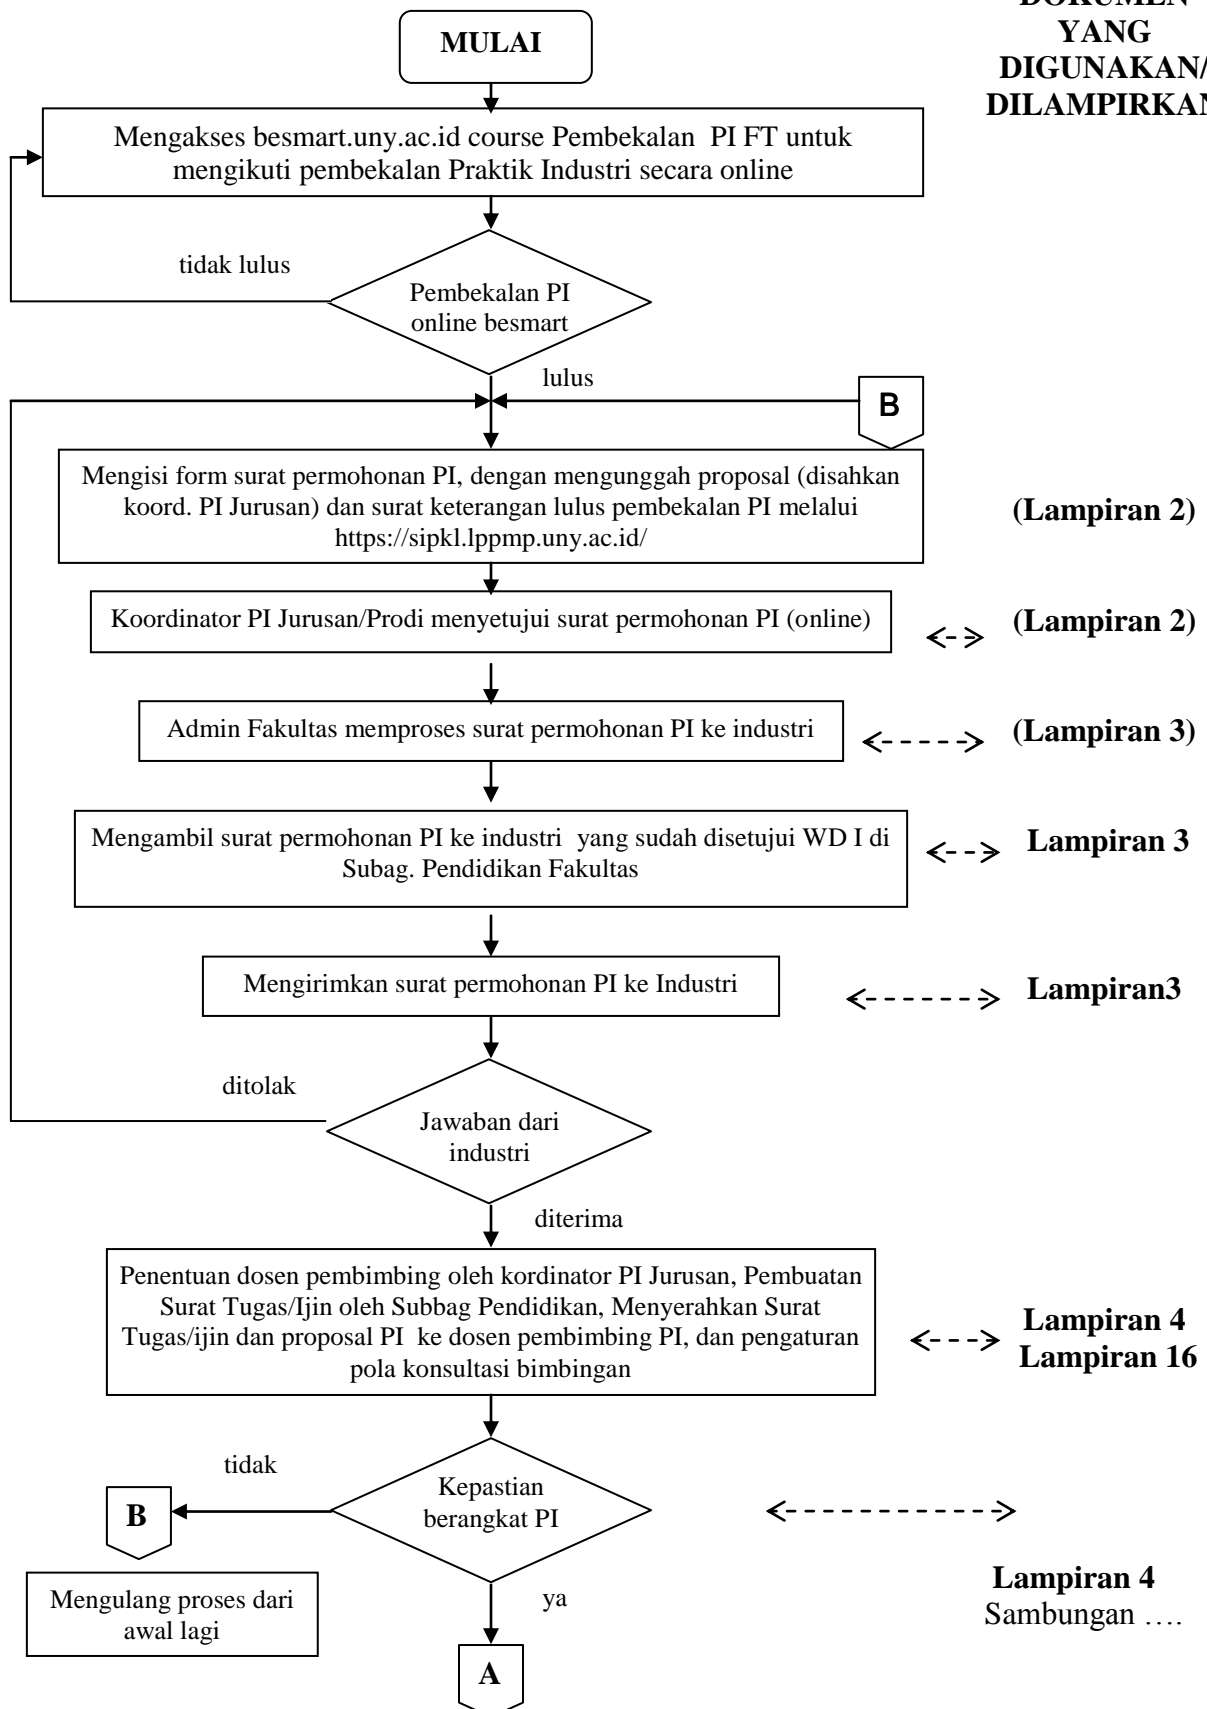 DOKUMEN
YANG
DIGUNAKAN/
DILAMPIRKAN
MULAI
Mengakses besmart.uny.ac.id course Pembekalan PI FT untuk
mengikuti pembekalan Praktik Industri secara online
tidak lulus
Pembekalan PI
online besmart
lulus
B
Mengisi form surat permohonan PI, dengan mengunggah proposal (disahkan
koord. PI Jurusan) dan surat keterangan lulus pembekalan PI melalui
https://sipkl.lppmp.uny.ac.id/
(Lampiran 2)
Koordinator PI Jurusan/Prodi menyetujui surat permohonan PI (online)
(Lampiran 2)
Admin Fakultas memproses surat permohonan PI ke industri
(Lampiran 3)
Mengambil surat permohonan PI ke industri yang sudah disetujui WD I di
Subag. Pendidikan Fakultas
Lampiran 3
Mengirimkan surat permohonan PI ke Industri
Lampiran3
ditolak
Jawaban dari
industri
diterima
Penentuan dosen pembimbing oleh kordinator PI Jurusan, Pembuatan
Surat Tugas/Ijin oleh Subbag Pendidikan, Menyerahkan Surat
Tugas/ijin dan proposal PI ke dosen pembimbing PI, dan pengaturan
pola konsultasi bimbingan
Lampiran 4
Lampiran 16
tidak
Kepastian
berangkat PI
B
Mengulang proses dari
awal lagi
ya
Lampiran 4
Sambungan ….
A